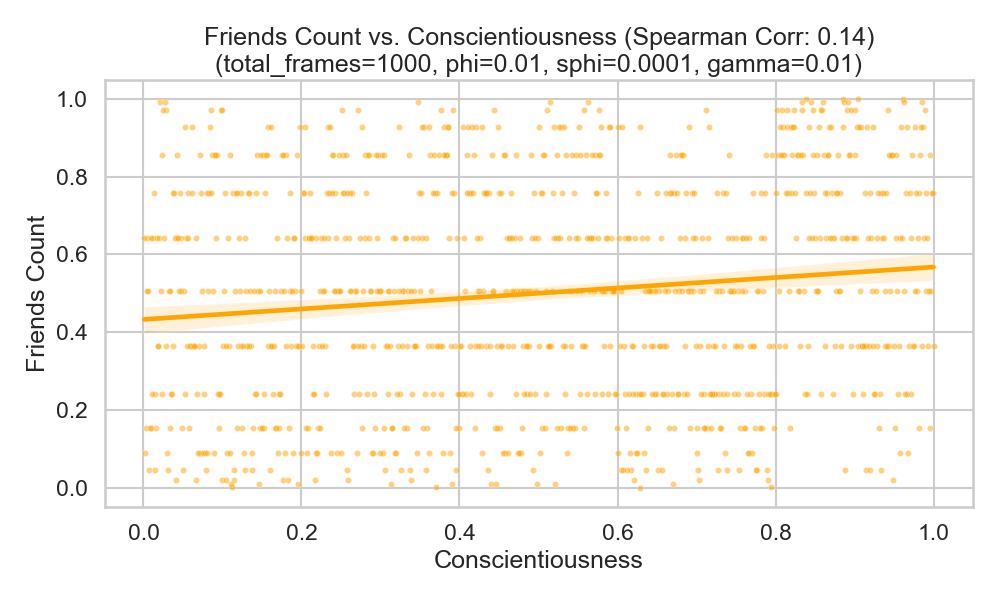 Friends Count vs. Conscientiousness (Spearman Corr: 0.14)
(total_frames=1000, phi=0.01, sphi=0.0001, gamma=0.01)
Friends Count
1.0
0.8
0.6
0.4
0.2
0.0
0.0 0.2 0.4 0.6 0.8 1.0
Conscientiousness